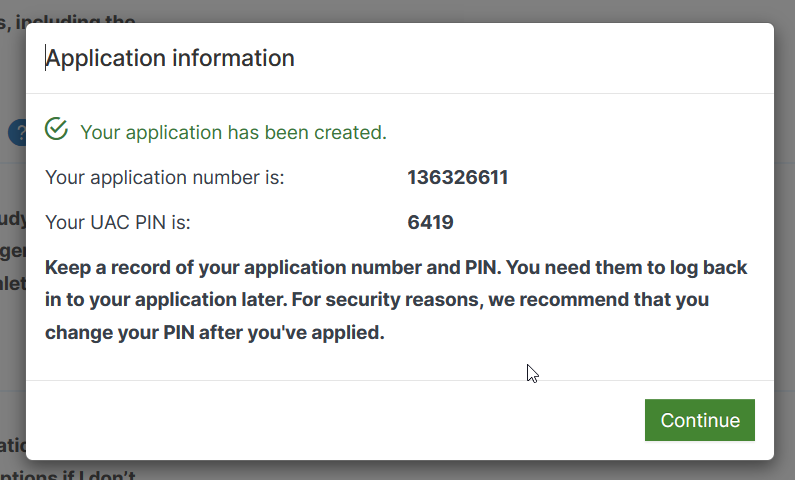 s, including the
Application information
?
Your application has been created.
Your application number is: 136326611
Your UAC PIN is: 6419
udy
Keep a record of your application number and PIN. You need them to log back
in to your application later. For security reasons, we recommend that you
change your PIN after you've applied.
Continue
ptions if I don't